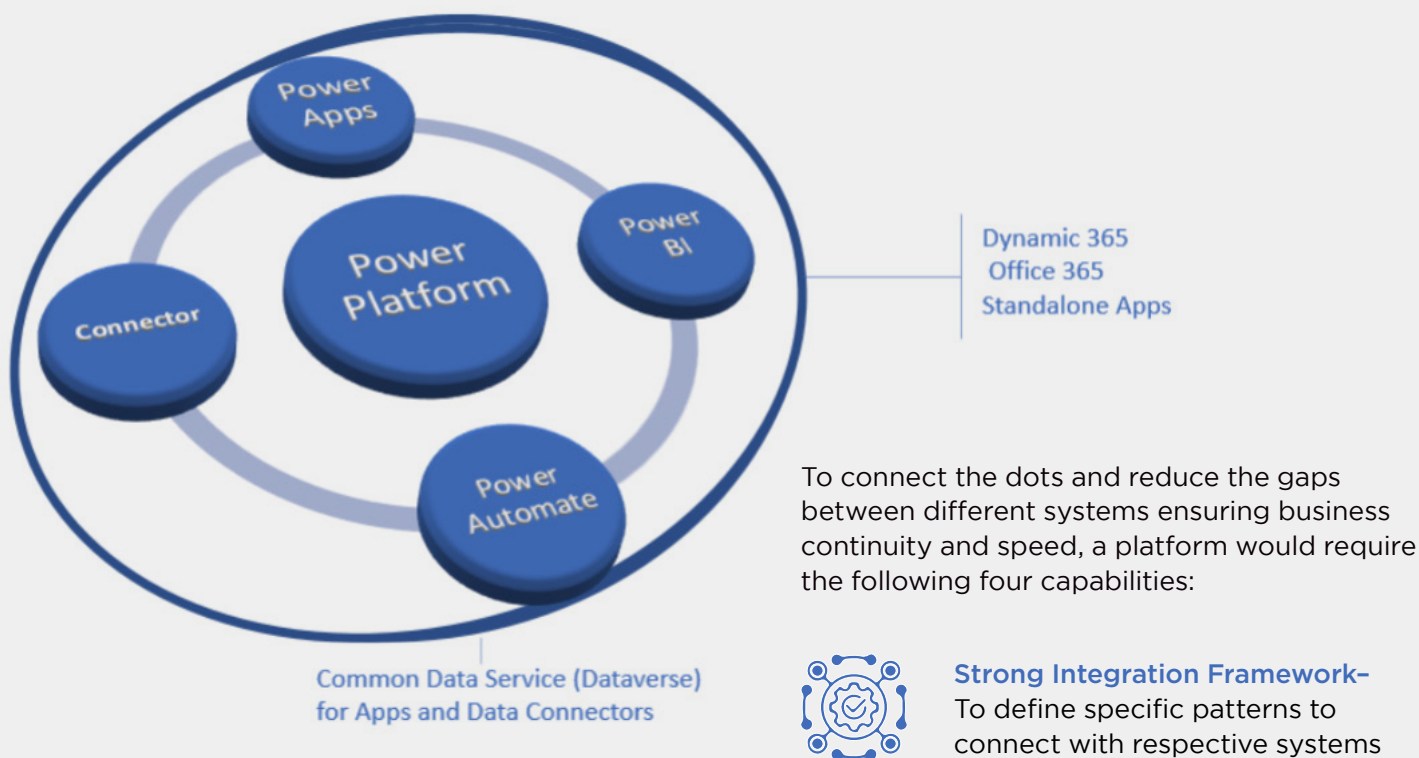 Power
Apps
Power
BI
Power
Platform
Connector
Power
Automate
Dynamic 365
Office 365
Standalone Apps
Common Data Service (Dataverse)
for Apps and Data Connectors
To connect the dots and reduce the gaps
between different systems ensuring business
continuity and speed, a platform would require
the following four capabilities:
Strong Integration Framework–
To define specific patterns to
connect with respective systems